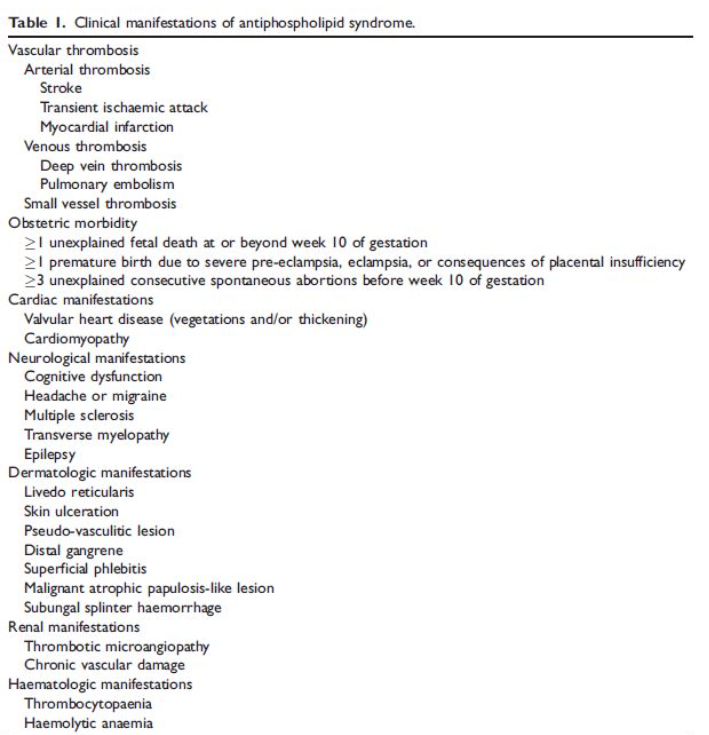 Table 1. Clinical manifestations of antiphospholipid syndrome.
Vascular thrombosis
Arterial thrombosis
Stroke
Transient ischaemic attack
Myocardial infarction
Venous thrombosis
Deep vein thrombosis
Pulmonary embolism
Small vessel thrombosis
Obstetric morbidity
≥1 unexplained fetal death at or beyond week 10 of gestation
≥1 premature birth due to severe pre-eclampsia, eclampsia, or consequences of placental insufficiency
≥3 unexplained consecutive spontaneous abortions before week 10 of gestation
Cardiac manifestations
Valvular heart disease (vegetations and/or thickening)
Cardiomyopathy
Neurological manifestations
Cognitive dysfunction
Headache or migraine
Multiple sclerosis
Transverse myelopathy
Epilepsy
Dermatologic manifestations
Livedo reticularis
Skin ulceration
Pseudo-vasculitic lesion
Distal gangrene
Superficial phlebitis
Malignant atrophic papulosis-like lesion
Subungal splinter haemorrhage
Renal manifestations
Thrombotic microangiopathy
Chronic vascular damage
Haematologic manifestations
Thrombocytopaenia
Haemolytic anaemia